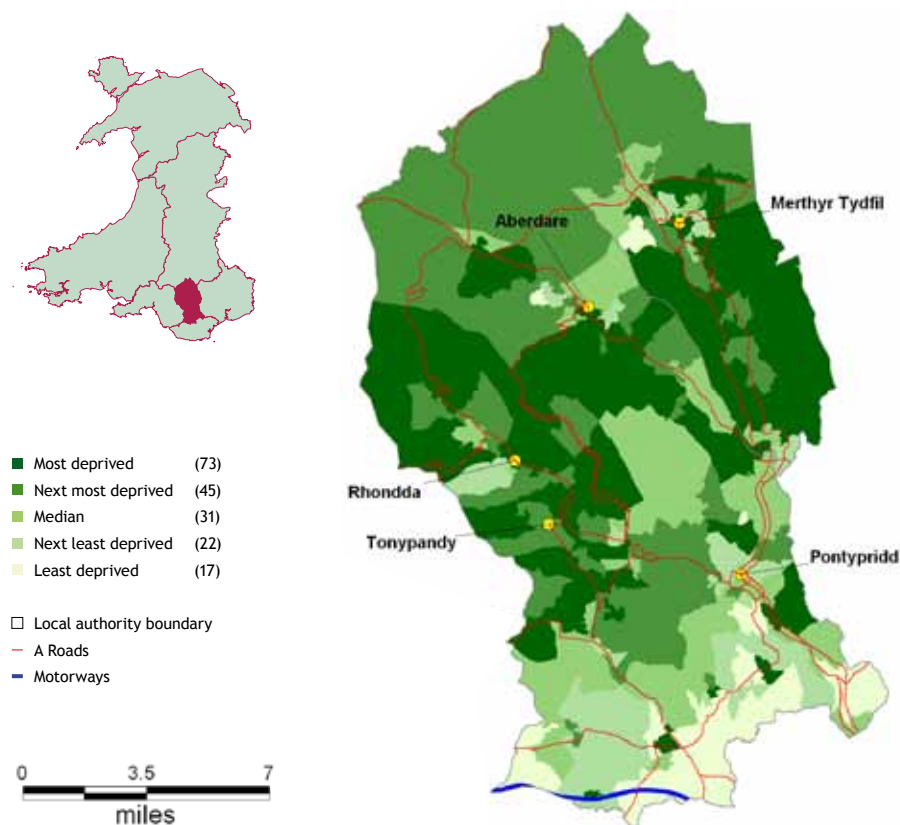 Merthyr Tydfil
Aberdare
Rhondda
Tonypandy
Pontypridd
Most deprived (73)
Next most deprived (45)
Median (31)
Next least deprived (22)
Least deprived (17)
Local authority boundary
A Roads
Motorways
0 3.5 7
miles